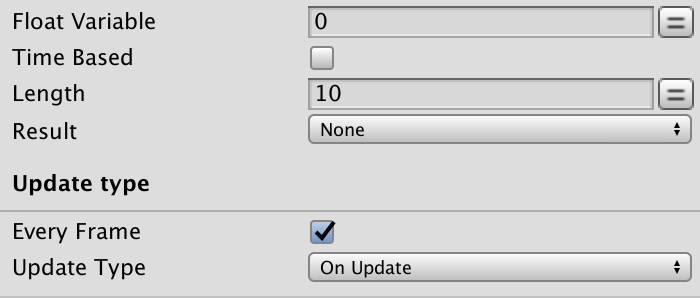 Float Variable 0
Time Based
Length 10
Result None
Update type
Every Frame
Update Type On Update